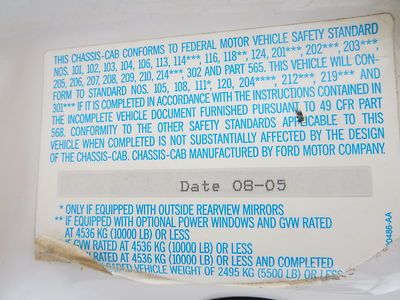 THIS CHASSIS-CAB CONFORMS TO FEDERAL MOTOR VEHICLE SAFETY STANDARD
NOS. 101, 102, 103, 104, 106, 113, 114***, 116, 118**, 124, 201***, 202***, 203***,
205, 206, 207, 208, 209, 210, 214***, 302 AND PART 565. THIS VEHICLE WILL CON-
FORM TO STANDARD NOS. 105, 108, 111*, 120, 204****, 212***, 219*** AND
301*** IF IT IS COMPLETED IN ACCORDANCE WITH THE INSTRUCTIONS CONTAINED IN
THE INCOMPLETE VEHICLE DOCUMENT FURNISHED PURSUANT TO 49 CFR PART
568. CONFORMITY TO THE OTHER SAFETY STANDARDS APPLICABLE TO THIS
VEHICLE WHEN COMPLETED IS NOT SUBSTANTIALLY AFFECTED BY THE DESIGN
OF THE CHASSIS-CAB. CHASSIS-CAB MANUFACTURED BY FORD MOTOR COMPANY.
Date 08-05
* ONLY IF EQUIPPED WITH OUTSIDE REARVIEW MIRRORS
** IF EQUIPPED WITH OPTIONAL POWER WINDOWS AND GVW RATED
AT 4536 KG (10000 LB) OR LESS
IF GVW RATED AT 4536 KG (10000 LB) OR LESS
RATED AT 4536 KG (10000 LB) OR LESS AND COMPLETED
VEHICLE WEIGHT OF 2495 KG (5500 LB) OR LESS
0486-AA